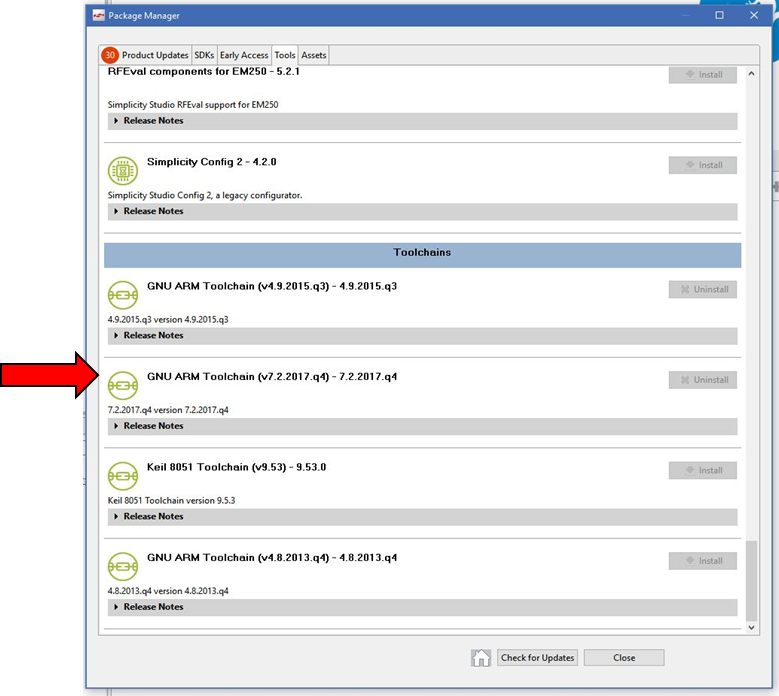 Package Manager
30 Product Updates SDKs Early Access Tools Assets
RFEval components for EM250 - 5.2.1
Install
Simplicity Studio RFEval support for EM250
Release Notes
Simplicity Config 2 - 4.2.0
Install
Simplicity Studio Config 2, a legacy configurator.
Release Notes
Toolchains
GNU ARM Toolchain (v4.9.2015.q3) - 4.9.2015.q3
Uninstall
4.9.2015.q3 version 4.9.2015.q3
Release Notes
GNU ARM Toolchain (v7.2.2017.q4) - 7.2.2017.q4
Uninstall
7.2.2017.q4 version 7.2.2017.q4
Release Notes
Keil 8051 Toolchain (v9.53) - 9.53.0
Install
Keil 8051 Toolchain version 9.5.3
Release Notes
GNU ARM Toolchain (v4.8.2013.q4) - 4.8.2013.q4
Install
4.8.2013.q4 version 4.8.2013.q4
Release Notes
Check for Updates Close